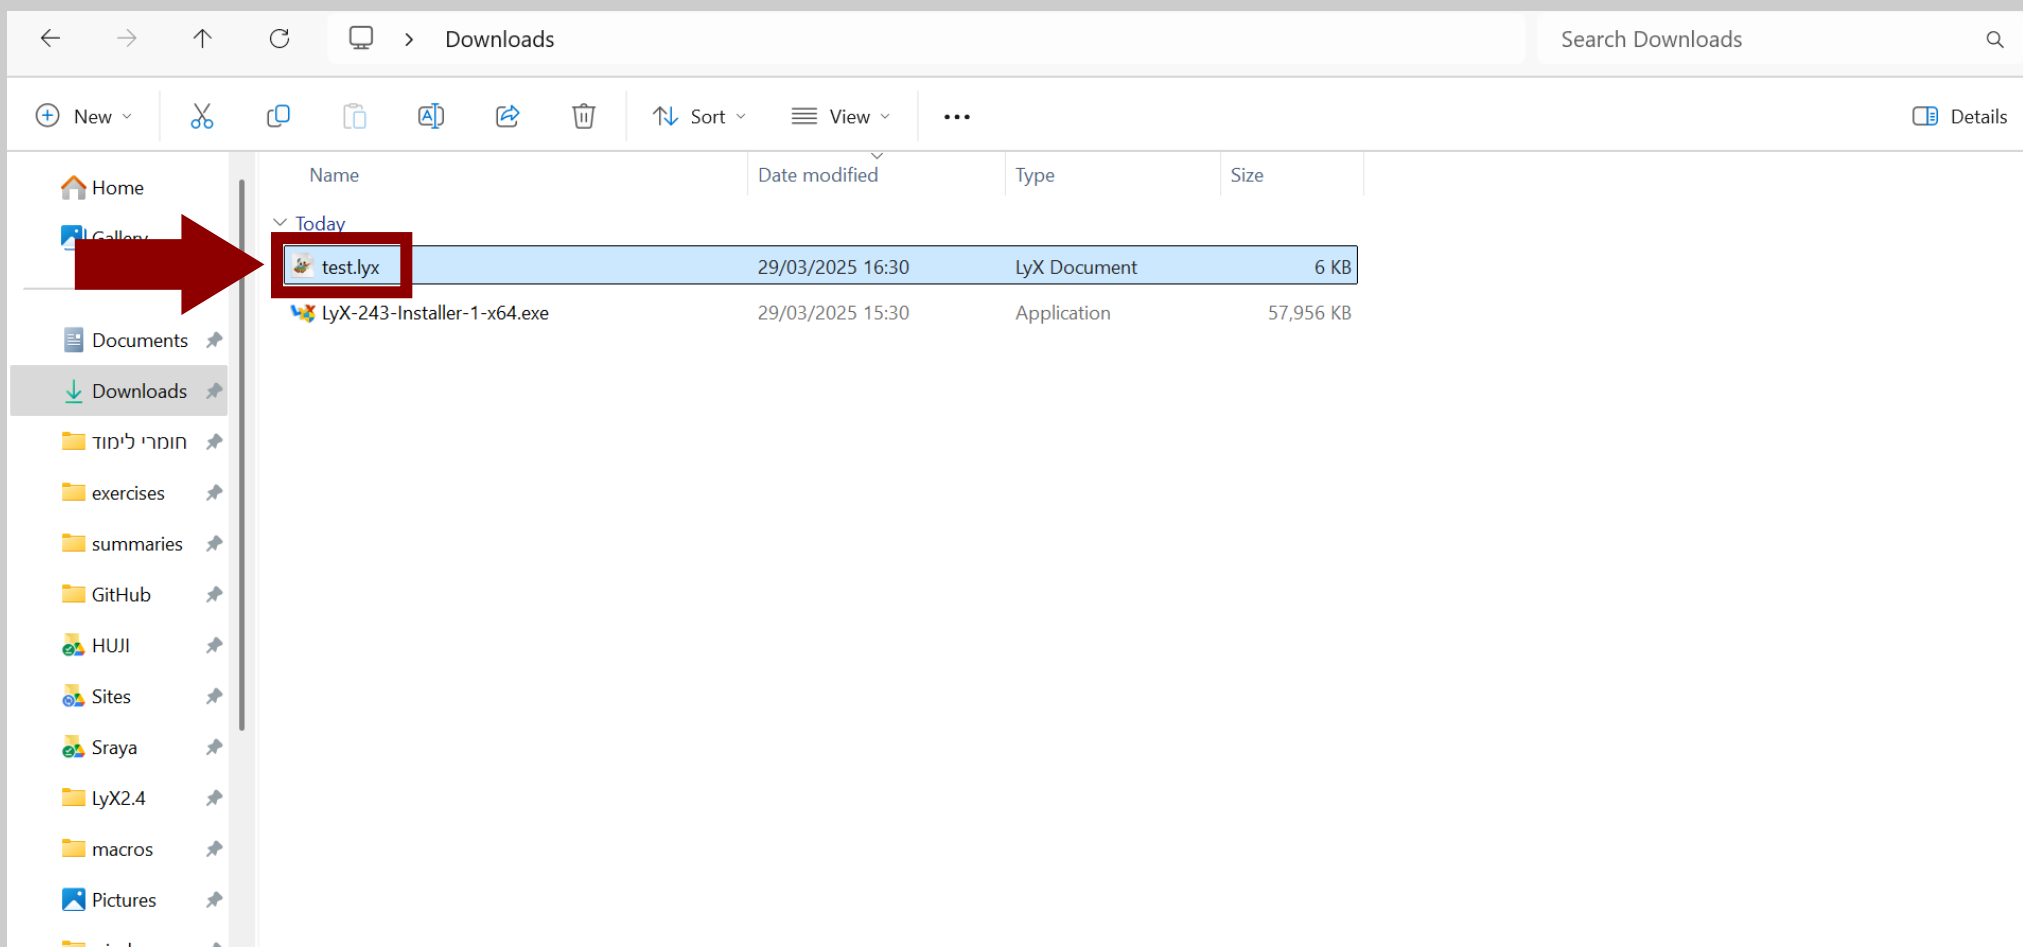 Downloads
Search Downloads
New
Sort
View
Details
Name
Date modified
Type
Size
Home
Gallery
Today
test.lyx
29/03/2025 16:30
LyX Document
6 KB
LyX-243-Installer-1-x64.exe
29/03/2025 15:30
Application
57,956 KB
Documents
Downloads
חומרי לימוד
exercises
summaries
GitHub
HUJI
Sites
Sraya
LyX2.4
macros
Pictures